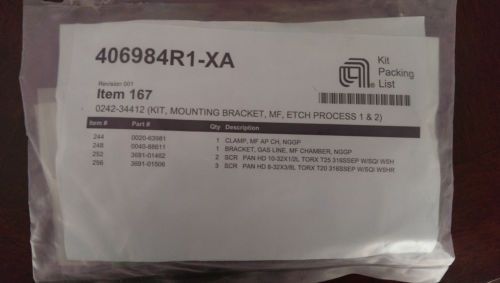 406984R1-XA
Kit
Packing
List
Revision 001
Item 167
0242-34412 (KIT, MOUNTING BRACKET, MF, ETCH PROCESS 1 & 2)
Item # Part # Qty Description
244 0020-63981 1 CLAMP, MF AP CH, NGGP
248 0040-88611 1 BRACKET, GAS LINE, MF CHAMBER, NGGP
252 3691-01462 2 SCR PAN HD 10-32X1/2L TORX T25 316SSEP W/SQI WSH
256 3691-01506 3 SCR PAN HD 8-32X3/8L TORX T20 316SSEP W/SQI WSHR